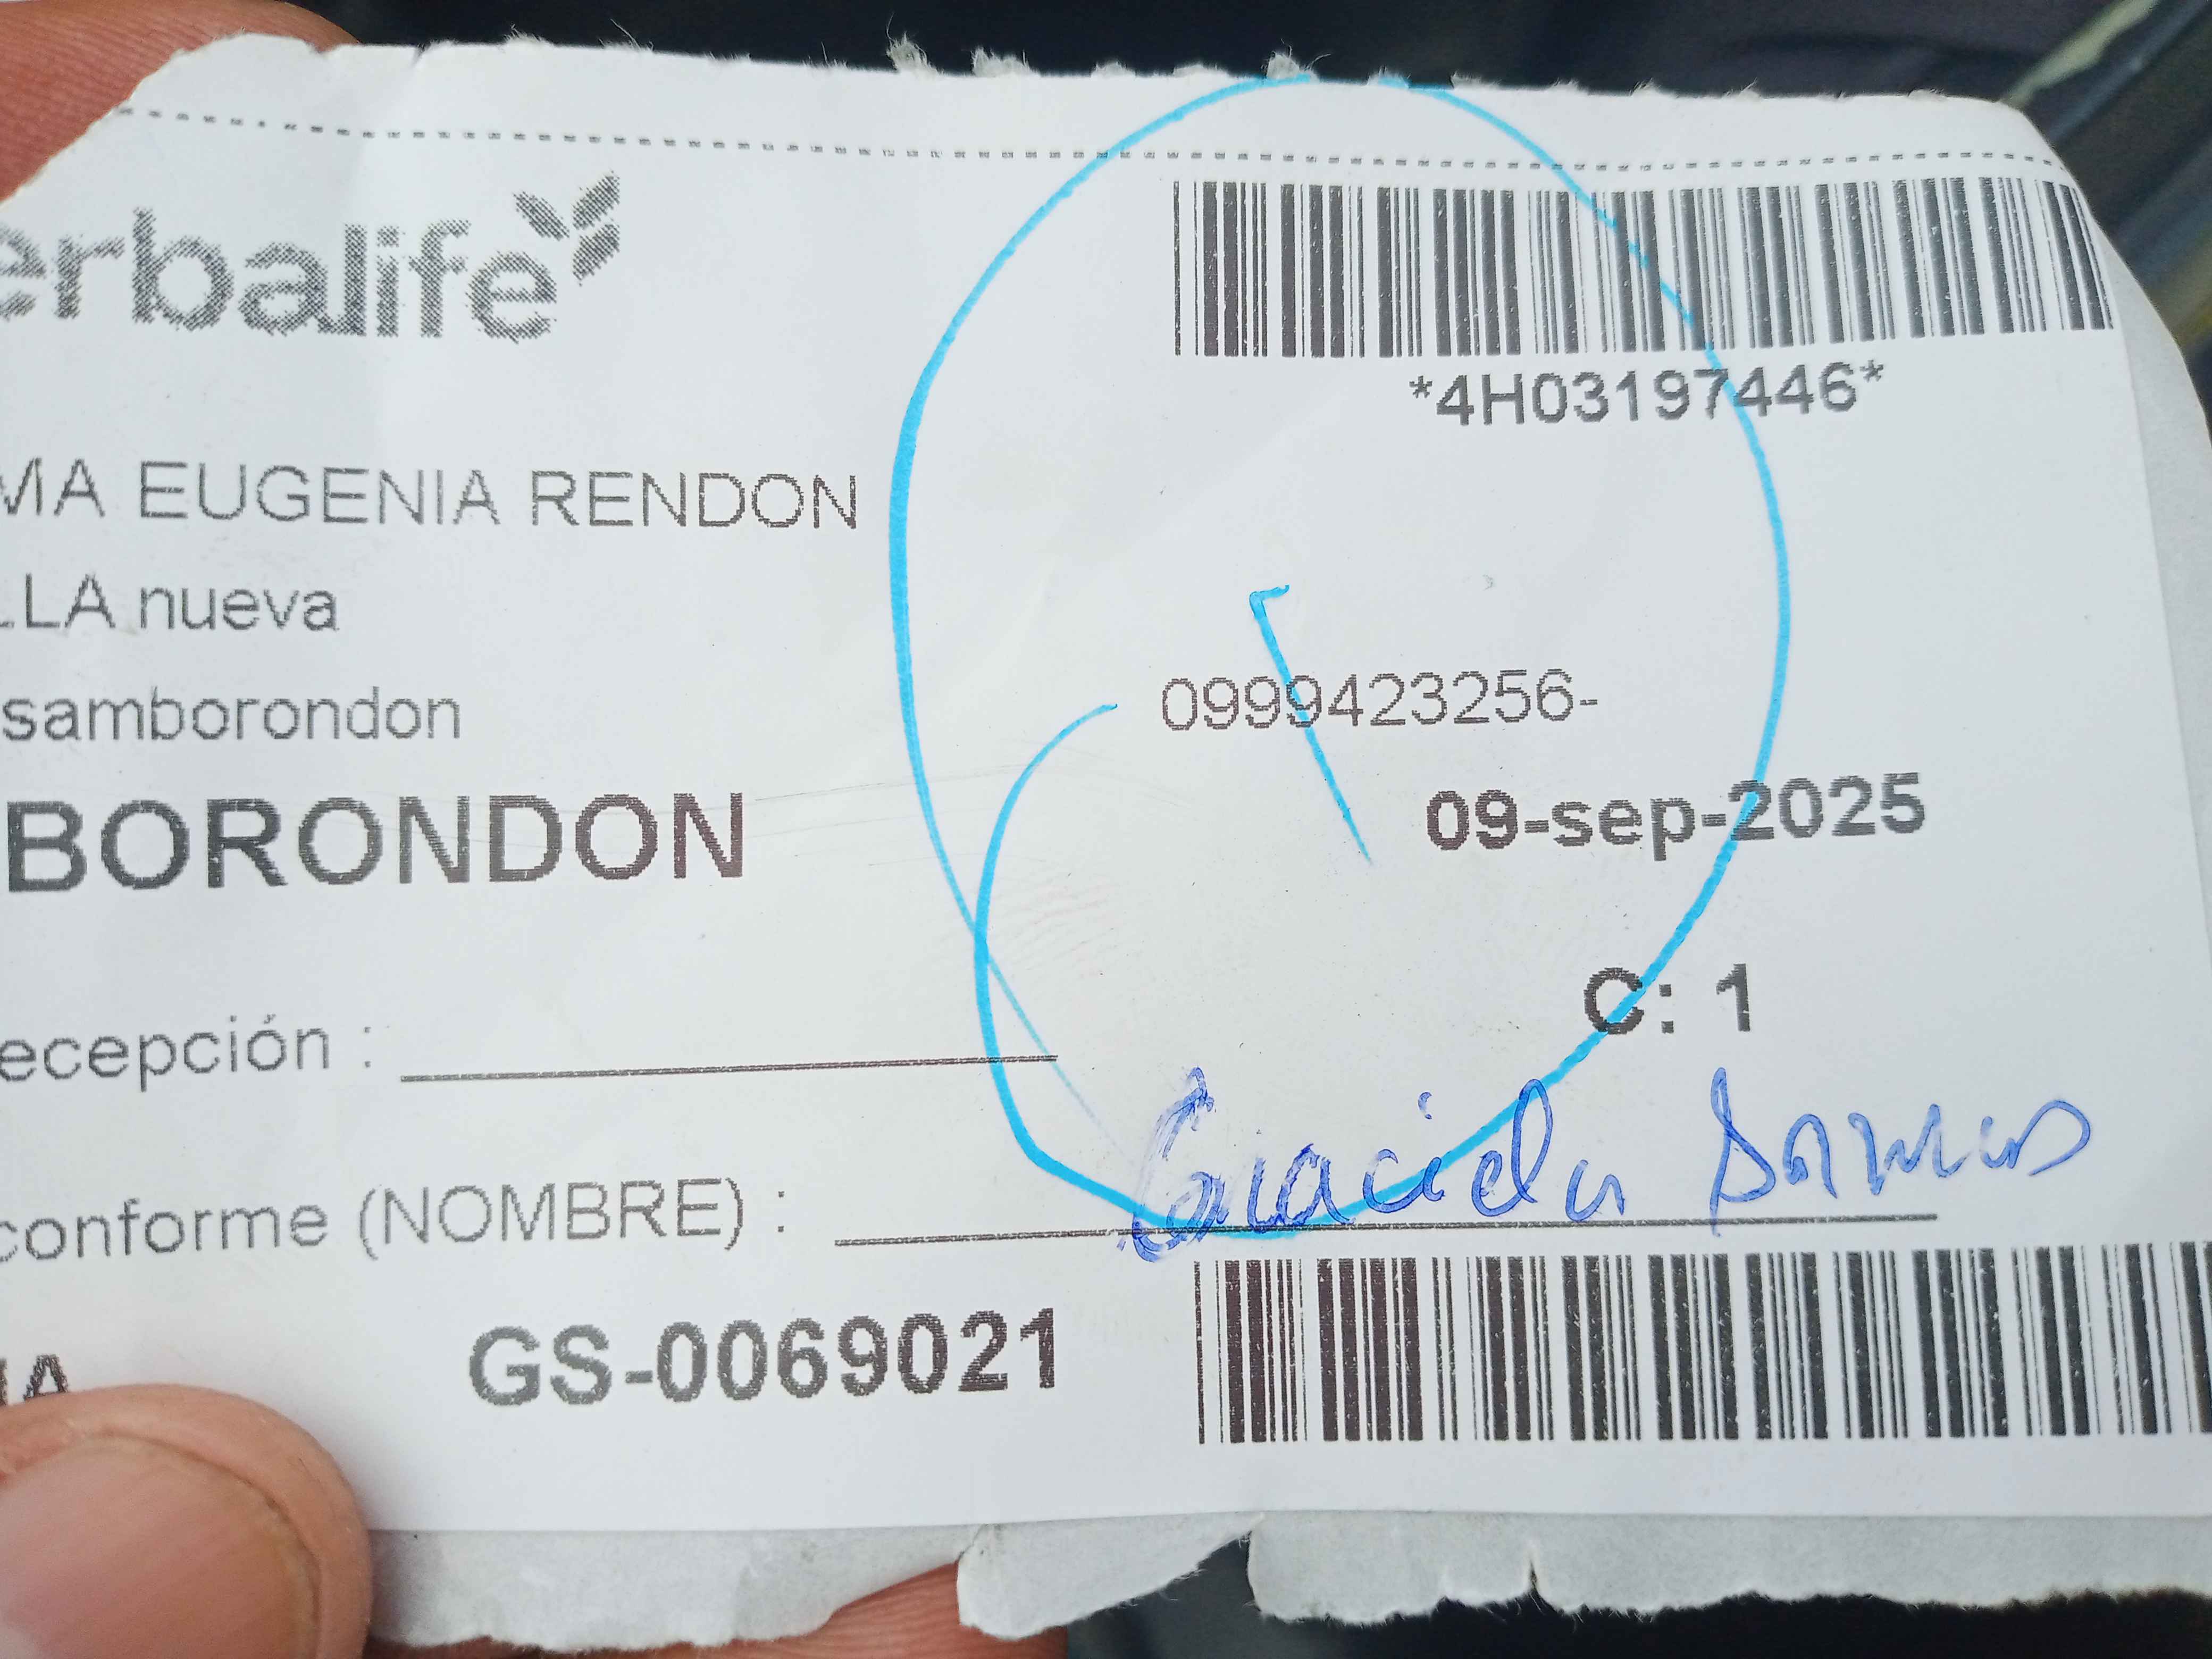 erbalife
*4H03197446*
MA EUGENIA RENDON
LLA nueva
samborondon 0999423256-
BORONDON 09-sep-2025
C: 1
ecepción :
conforme (NOMBRE) : Graciela
GS-0069021
IA